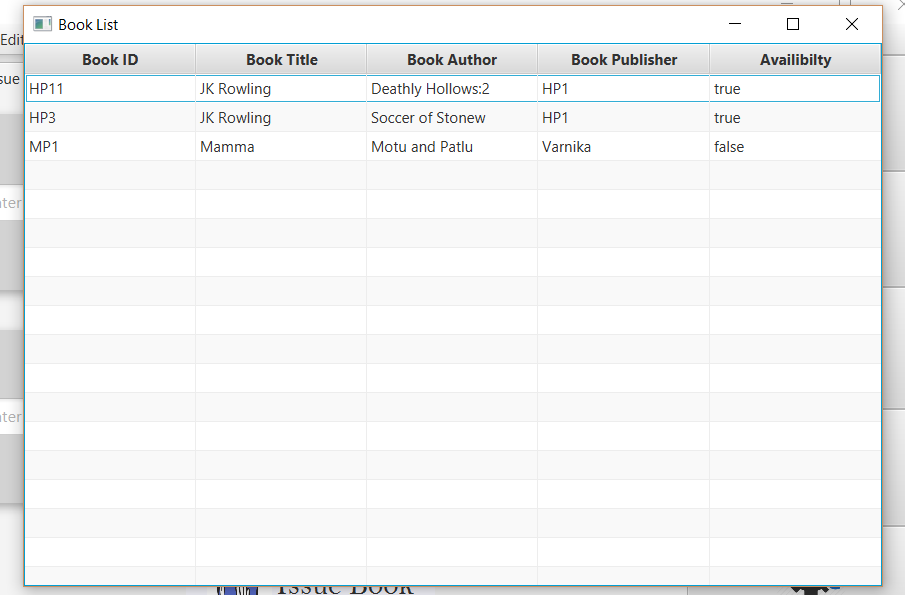 Book List
Edit
sue
Book ID Book Title Book Author Book Publisher Availibilty
HP11 JK Rowling Deathly Hollows:2 HP1 true
HP3 JK Rowling Soccer of Stonew HP1 true
MP1 Mamma Motu and Patlu Varnika false
nter
nter
Issue Book